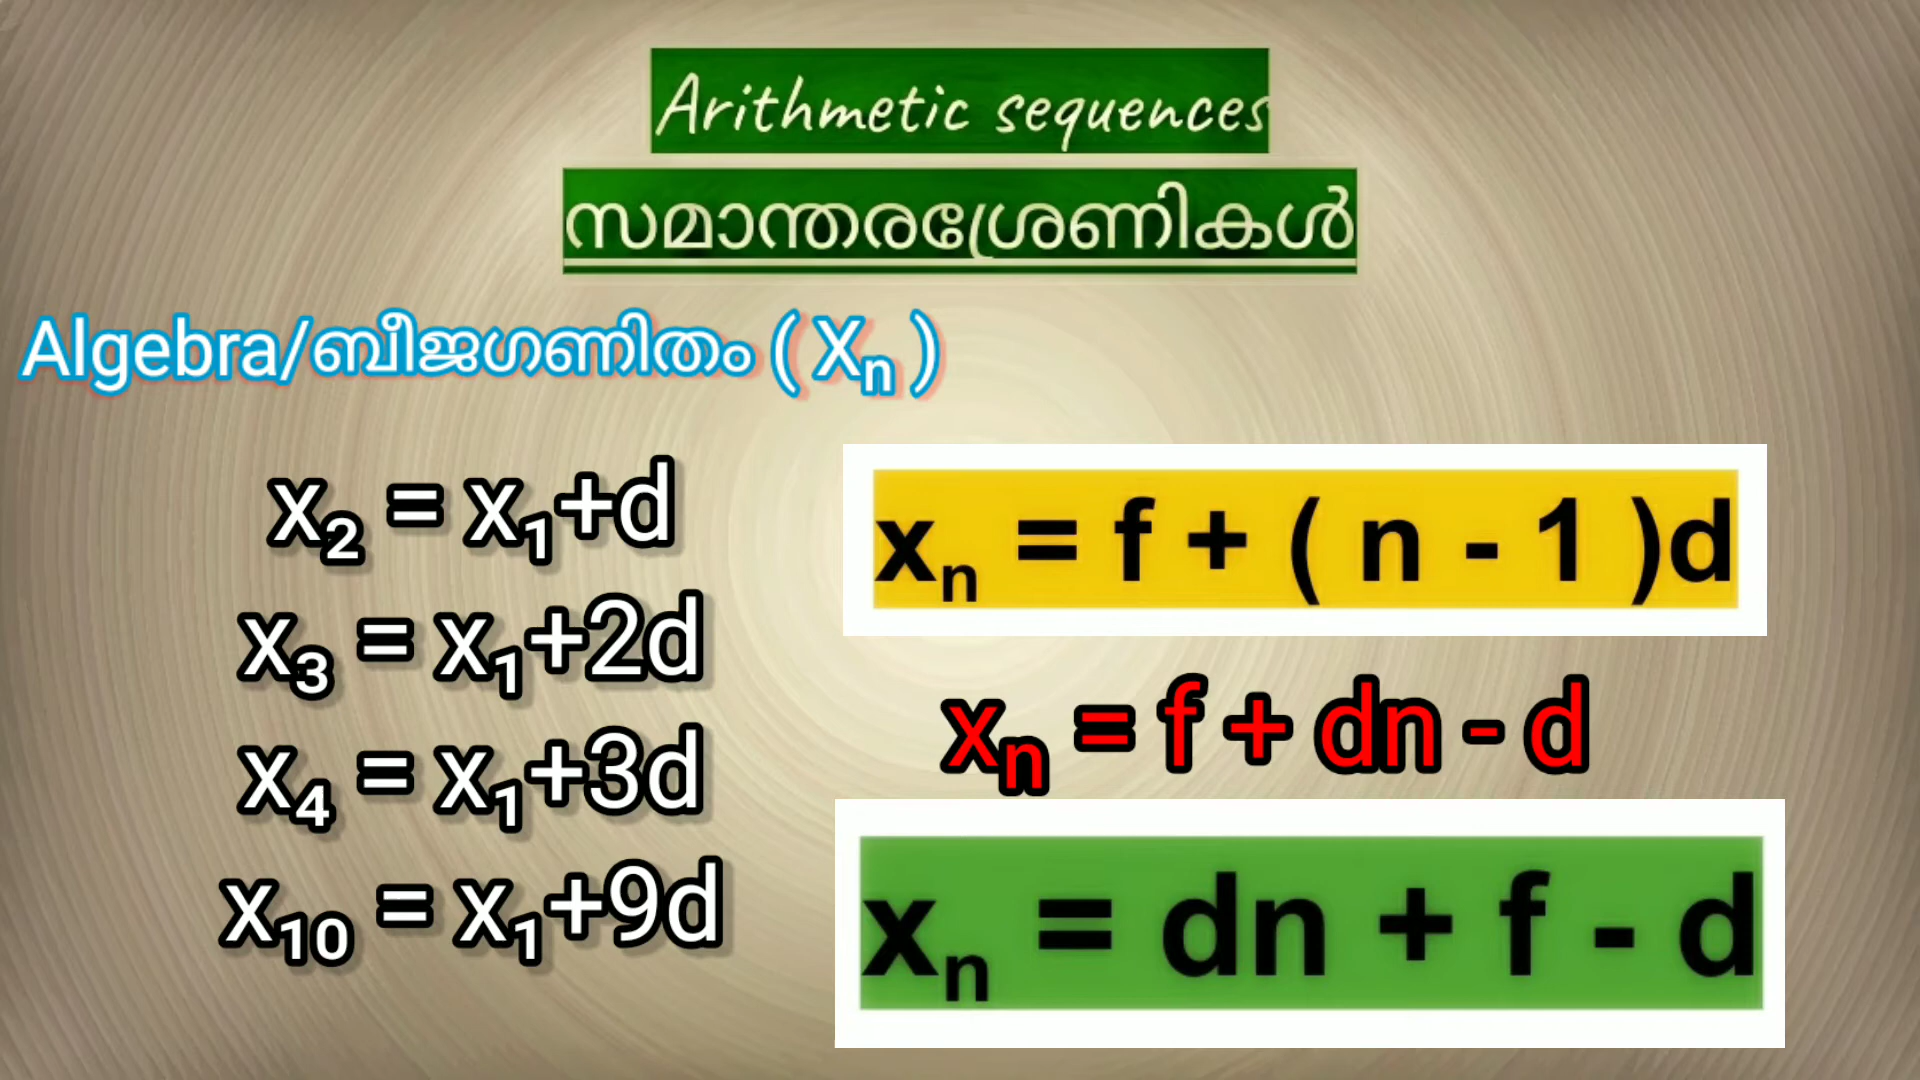 Arithmetic sequences
സമാന്തരശ്രേണികൾ
Algebra/ബീജഗണിതം ( Xₙ )
x₂ = x₁+d
x₃ = x₁+2d
x₄ = x₁+3d
x₁₀ = x₁+9d
xₙ = f + ( n - 1 )d
xₙ = f + dn - d
xₙ = dn + f - d